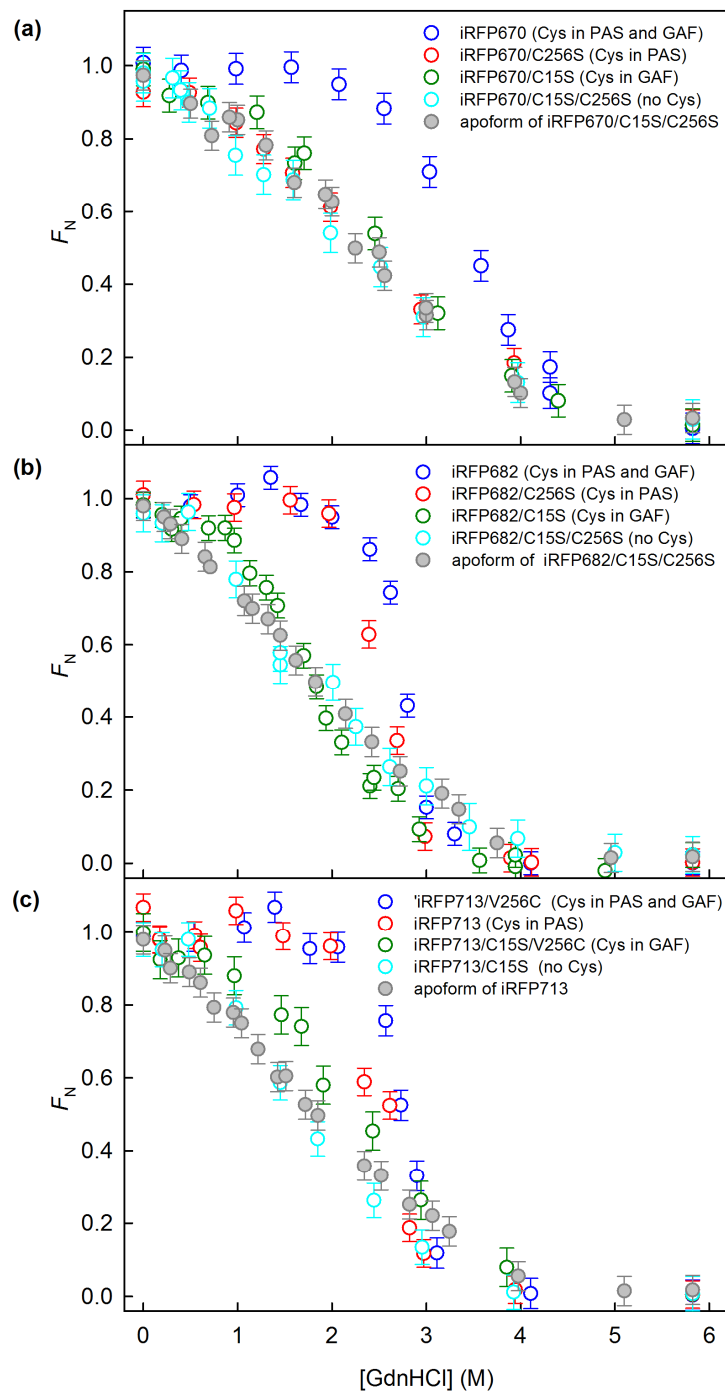 (a)
iRFP670 (Cys in PAS and GAF)
iRFP670/C256S (Cys in PAS)
iRFP670/C15S (Cys in GAF)
iRFP670/C15S/C256S (no Cys)
apoform of iRFP670/C15S/C256S
1.0
0.8
0.6
0.4
0.2
0.0
FN
(b)
iRFP682 (Cys in PAS and GAF)
iRFP682/C256S (Cys in PAS)
iRFP682/C15S (Cys in GAF)
iRFP682/C15S/C256S (no Cys)
apoform of iRFP682/C15S/C256S
1.0
0.8
0.6
0.4
0.2
0.0
FN
(c)
'iRFP713/V256C (Cys in PAS and GAF)
iRFP713 (Cys in PAS)
iRFP713/C15S/V256C (Cys in GAF)
iRFP713/C15S (no Cys)
apoform of iRFP713
1.0
0.8
0.6
0.4
0.2
0.0
FN
0 1 2 3 4 5 6
[GdnHCl] (M)